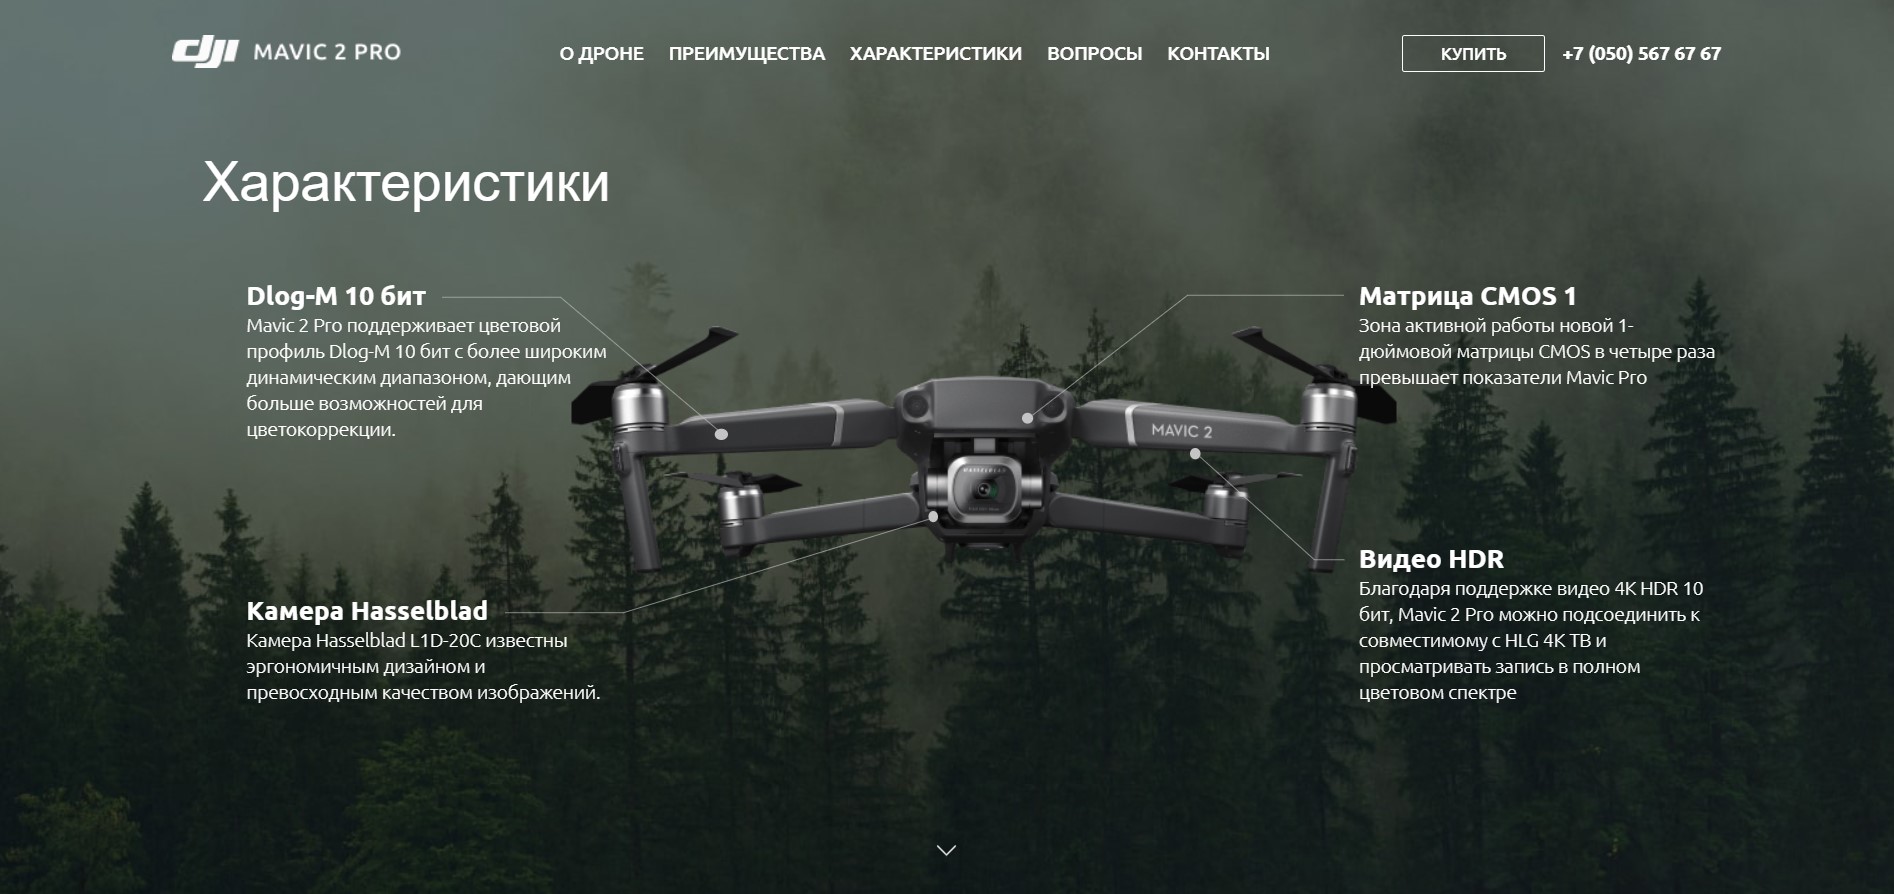 dji MAVIC 2 PRO
О ДРОНЕ ПРЕИМУЩЕСТВА ХАРАКТЕРИСТИКИ ВОПРОСЫ КОНТАКТЫ
КУПИТЬ +7 (050) 567 67 67
Характеристики
Dlog-M 10 бит
Mavic 2 Pro поддерживает цветовой
профиль Dlog-M 10 бит с более широким
динамическим диапазоном, дающим
больше возможностей для
цветокоррекции.
Матрица CMOS 1
Зона активной работы новой 1-
дюймовой матрицы CMOS в четыре раза
превышает показатели Mavic Pro
MAVIC 2
HASSELBLAD
Камера Hasselblad
Камера Hasselblad L1D-20C известны
эргономичным дизайном и
превосходным качеством изображений.
Видео HDR
Благодаря поддержке видео 4K HDR 10
бит, Mavic 2 Pro можно подсоединить к
совместимому с HLG 4K ТВ и
просматривать запись в полном
цветовом спектре